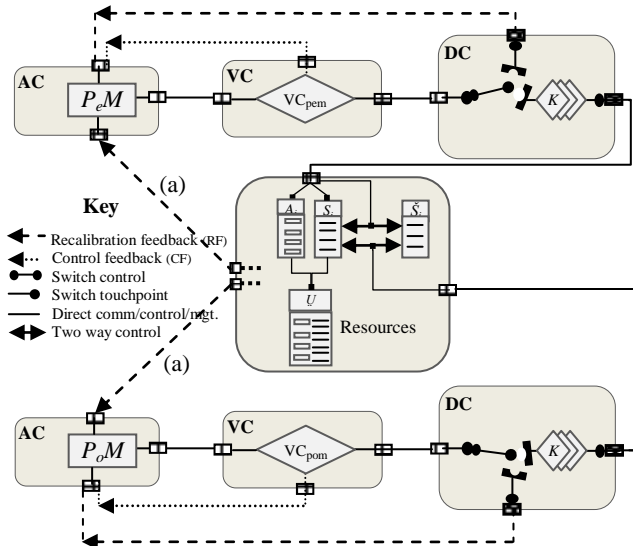 AC
VC
DC
PₑM
VCₚₑₘ
K
(a)
Key
Recalibration feedback (RF)
Control feedback (CF)
Switch control
Switch touchpoint
Direct comm/control/mgt.
Two way control
(a)
Aᵢ
Sᵢ
Šᵢ
Ṳ
Resources
AC
VC
DC
PₒM
VCₚₒₘ
K